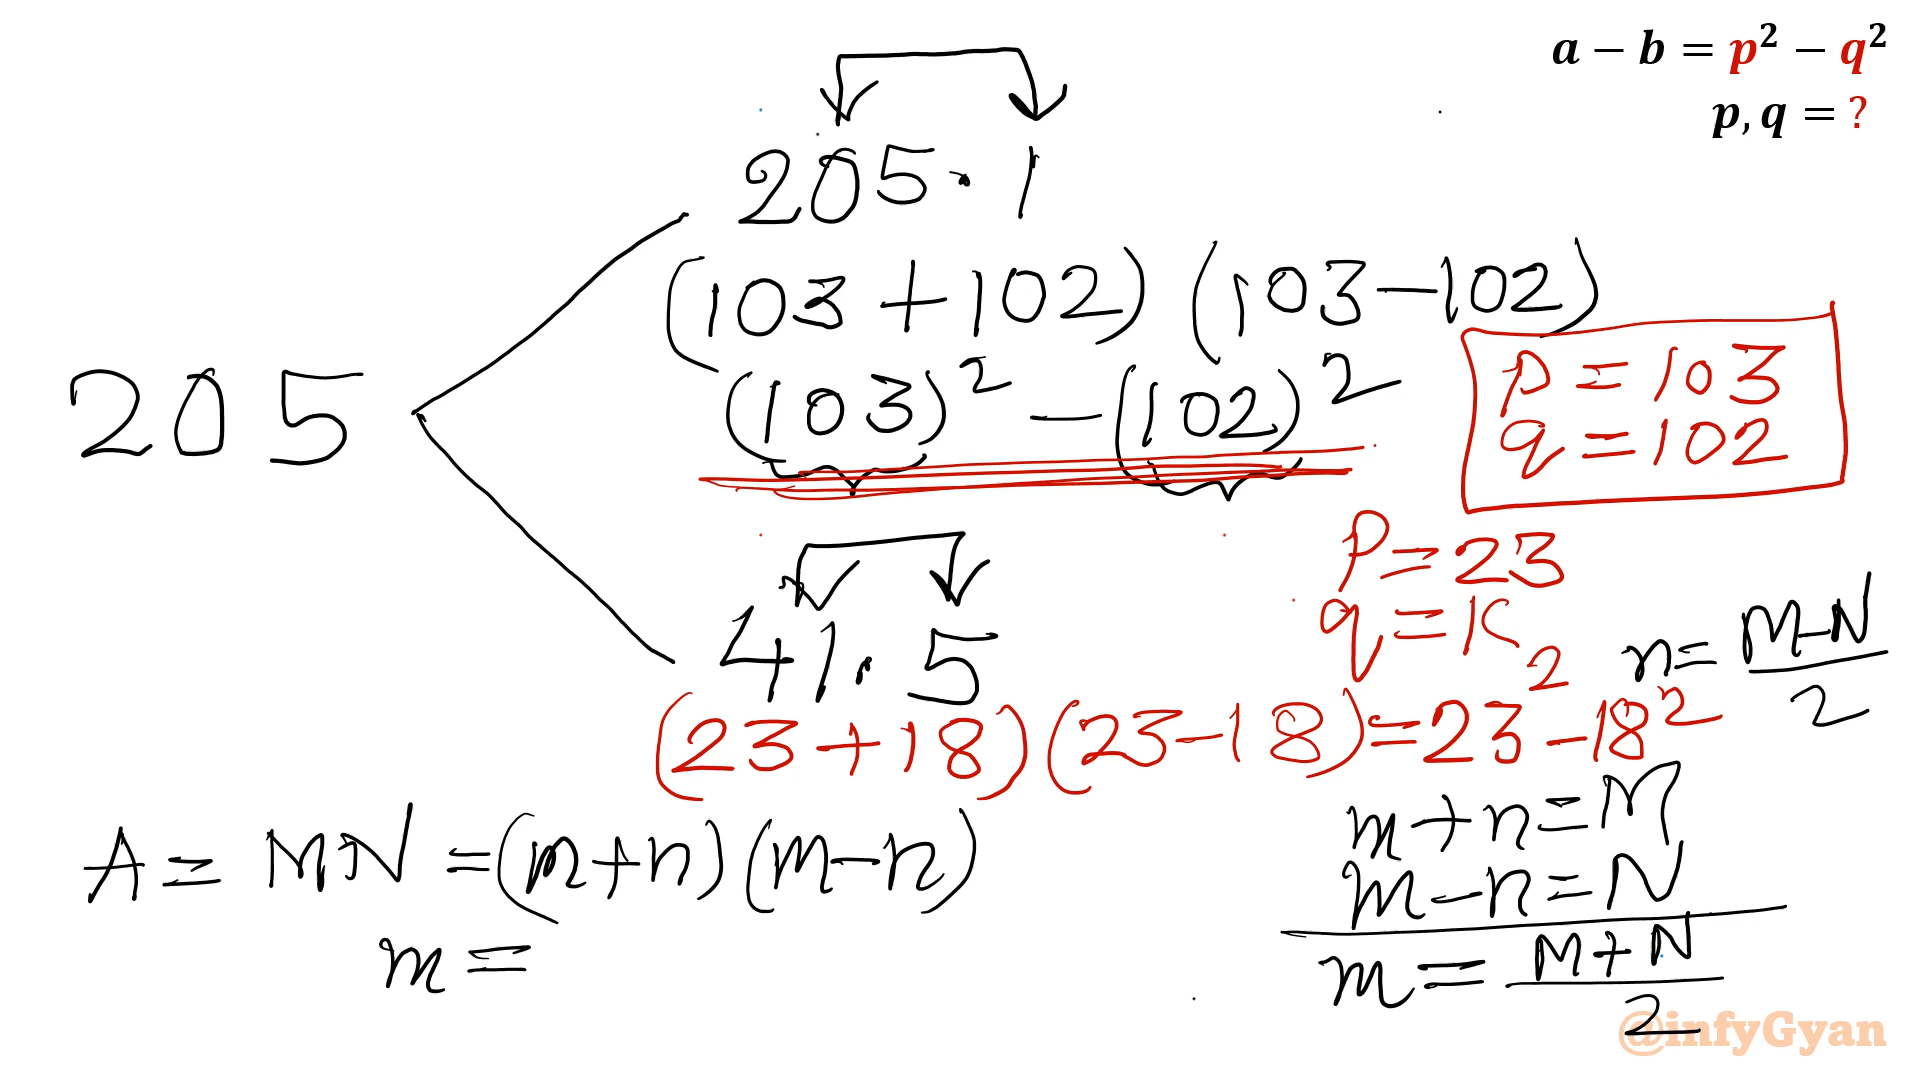 a − b = p² − q²
p, q = ?
205 · 1
(103 + 102) (103 − 102)
205
(103)² − (102)²
p = 103
q = 102
p = 23
41 · 5
n = M−N / 2
(23 + 18) (23 − 18) = 23² − 18²
m + n = M
A = MN = (m + n) (m − n)
m − n = N
m =
m = M + N / 2
@infyGyan